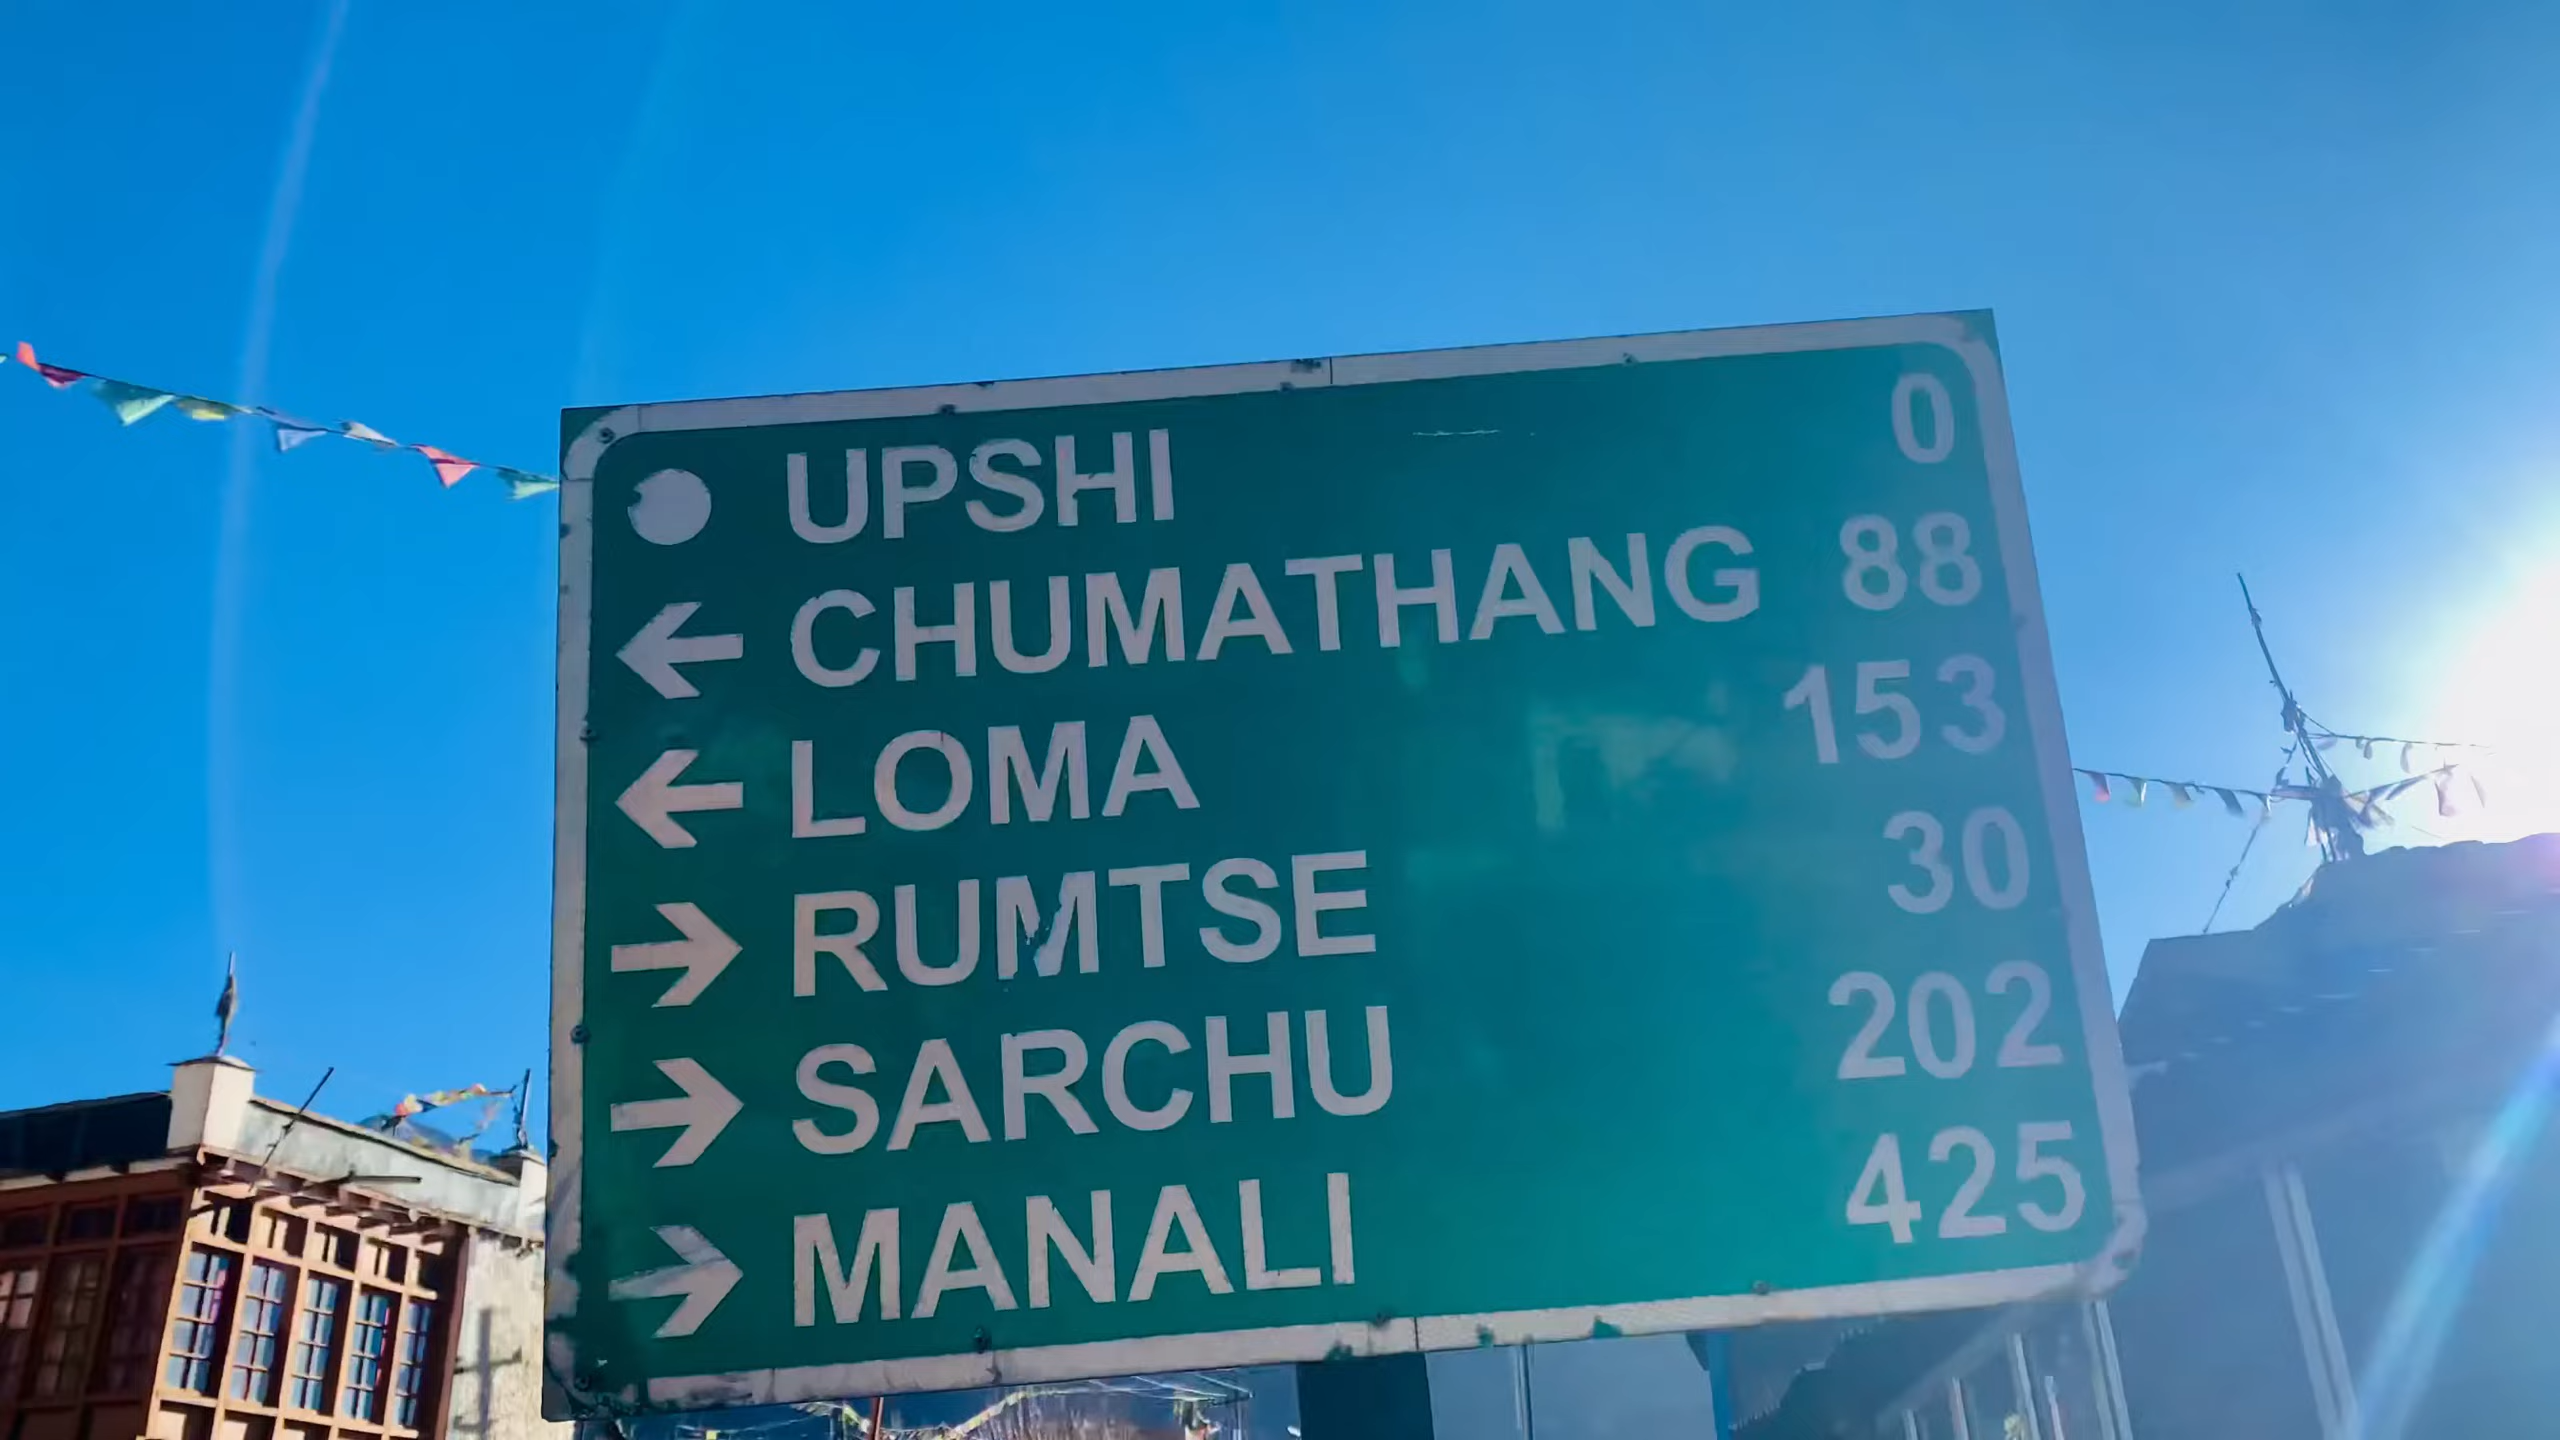 UPSHI 0
← CHUMATHANG 88
← LOMA 153
→ RUMTSE 30
→ SARCHU 202
→ MANALI 425